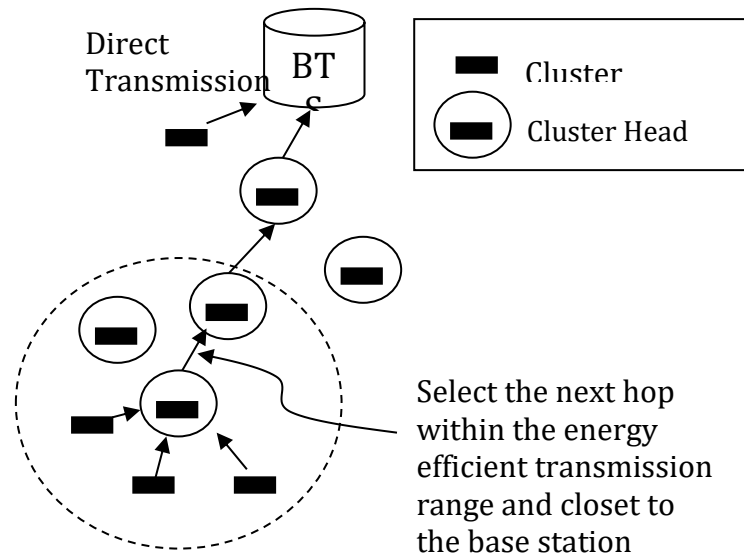 Direct
Transmission
BT
S
Cluster
Cluster Head
Select the next hop
within the energy
efficient transmission
range and closet to
the base station